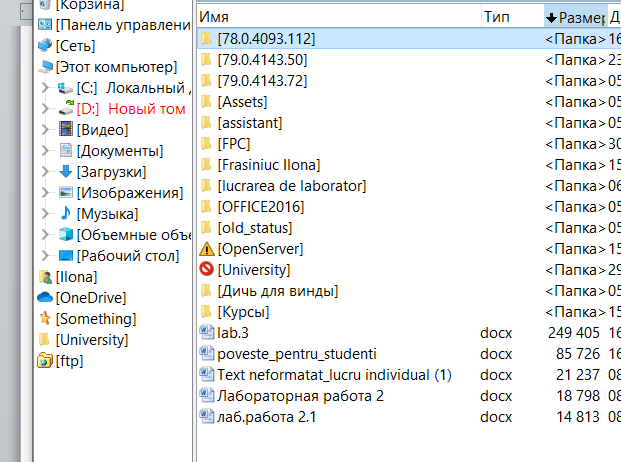 [Корзина]
[Панель управлени
[Сеть]
[Этот компьютер]
[C:] Локальный д
[D:] Новый том
[Видео]
[Документы]
[Загрузки]
[Изображения]
[Музыка]
[Объемные объе
[Рабочий стол]
[Ilona]
[OneDrive]
[Something]
[University]
[ftp]
Имя Тип Размер Д
[78.0.4093.112] <Папка> 16
[79.0.4143.50] <Папка> 23
[79.0.4143.72] <Папка> 05
[Assets] <Папка> 05
[assistant] <Папка> 05
[FPC] <Папка> 30
[Frasiniuc Ilona] <Папка> 15
[lucrarea de laborator] <Папка> 06
[OFFICE2016] <Папка> 05
[old_status] <Папка> 05
[OpenServer] <Папка> 15
[University] <Папка> 29
[Дичь для винды] <Папка> 05
[Курсы] <Папка> 15
lab.3 docx 249 405 16
poveste_pentru_studenti docx 85 726 16
Text neformatat_lucru individual (1) docx 21 237 08
Лабораторная работа 2 docx 18 798 08
лаб.работа 2.1 docx 14 813 08